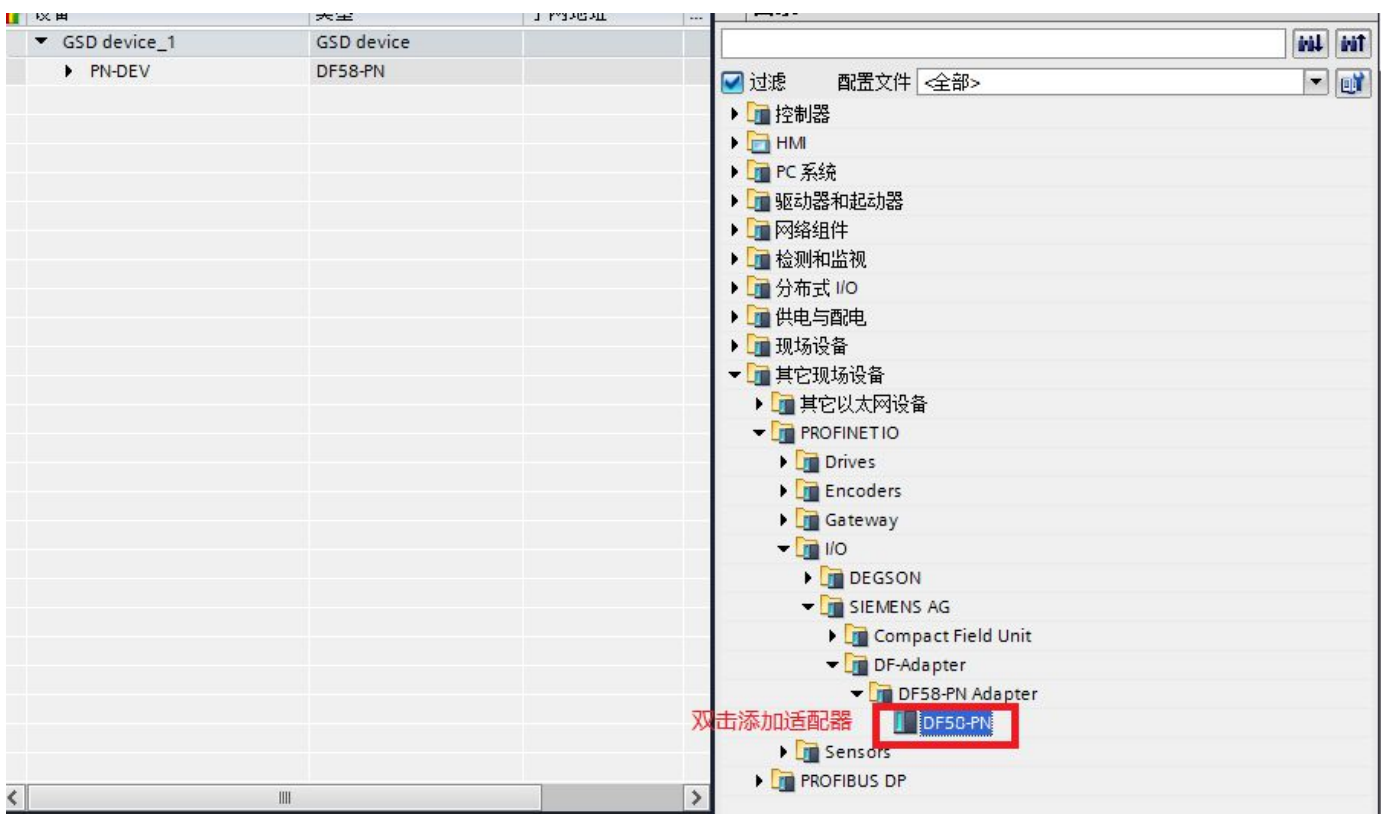 GSD device_1 GSD device
PN-DEV DF58-PN
过滤 配置文件 <全部>
控制器
HMI
PC 系统
驱动器和起动器
网络组件
检测和监视
分布式 I/O
供电与配电
现场设备
其它现场设备
其它以太网设备
PROFINET IO
Drives
Encoders
Gateway
I/O
DEGSON
SIEMENS AG
Compact Field Unit
DF-Adapter
DF58-PN Adapter
双击添加适配器 DF58-PN
Sensors
PROFIBUS DP